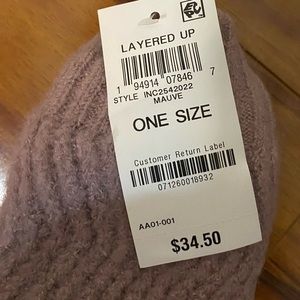 LAYERED UP
1 94914 07846 7
STYLE INC2542022
MAUVE
ONE SIZE
Customer Return Label
071260018932
AA01-001
$34.50